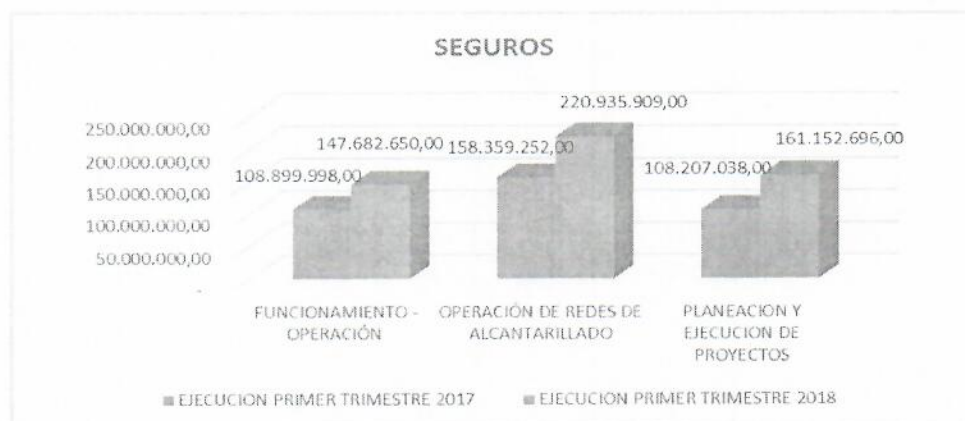 SEGUROS
220.935.909,00
250.000.000,00
147.682.650,00 158.359.252,00 161.152.696,00
200.000.000,00
108.899.998,00 108.207.038,00
150.000.000,00
100.000.000,00
50.000.000,00
-
FUNCIONAMIENTO - OPERACIÓN DE REDES DE PLANEACION Y
OPERACIÓN ALCANTARILLADO EJECUCION DE
PROYECTOS
EJECUCION PRIMER TRIMESTRE 2017 EJECUCION PRIMER TRIMESTRE 2018